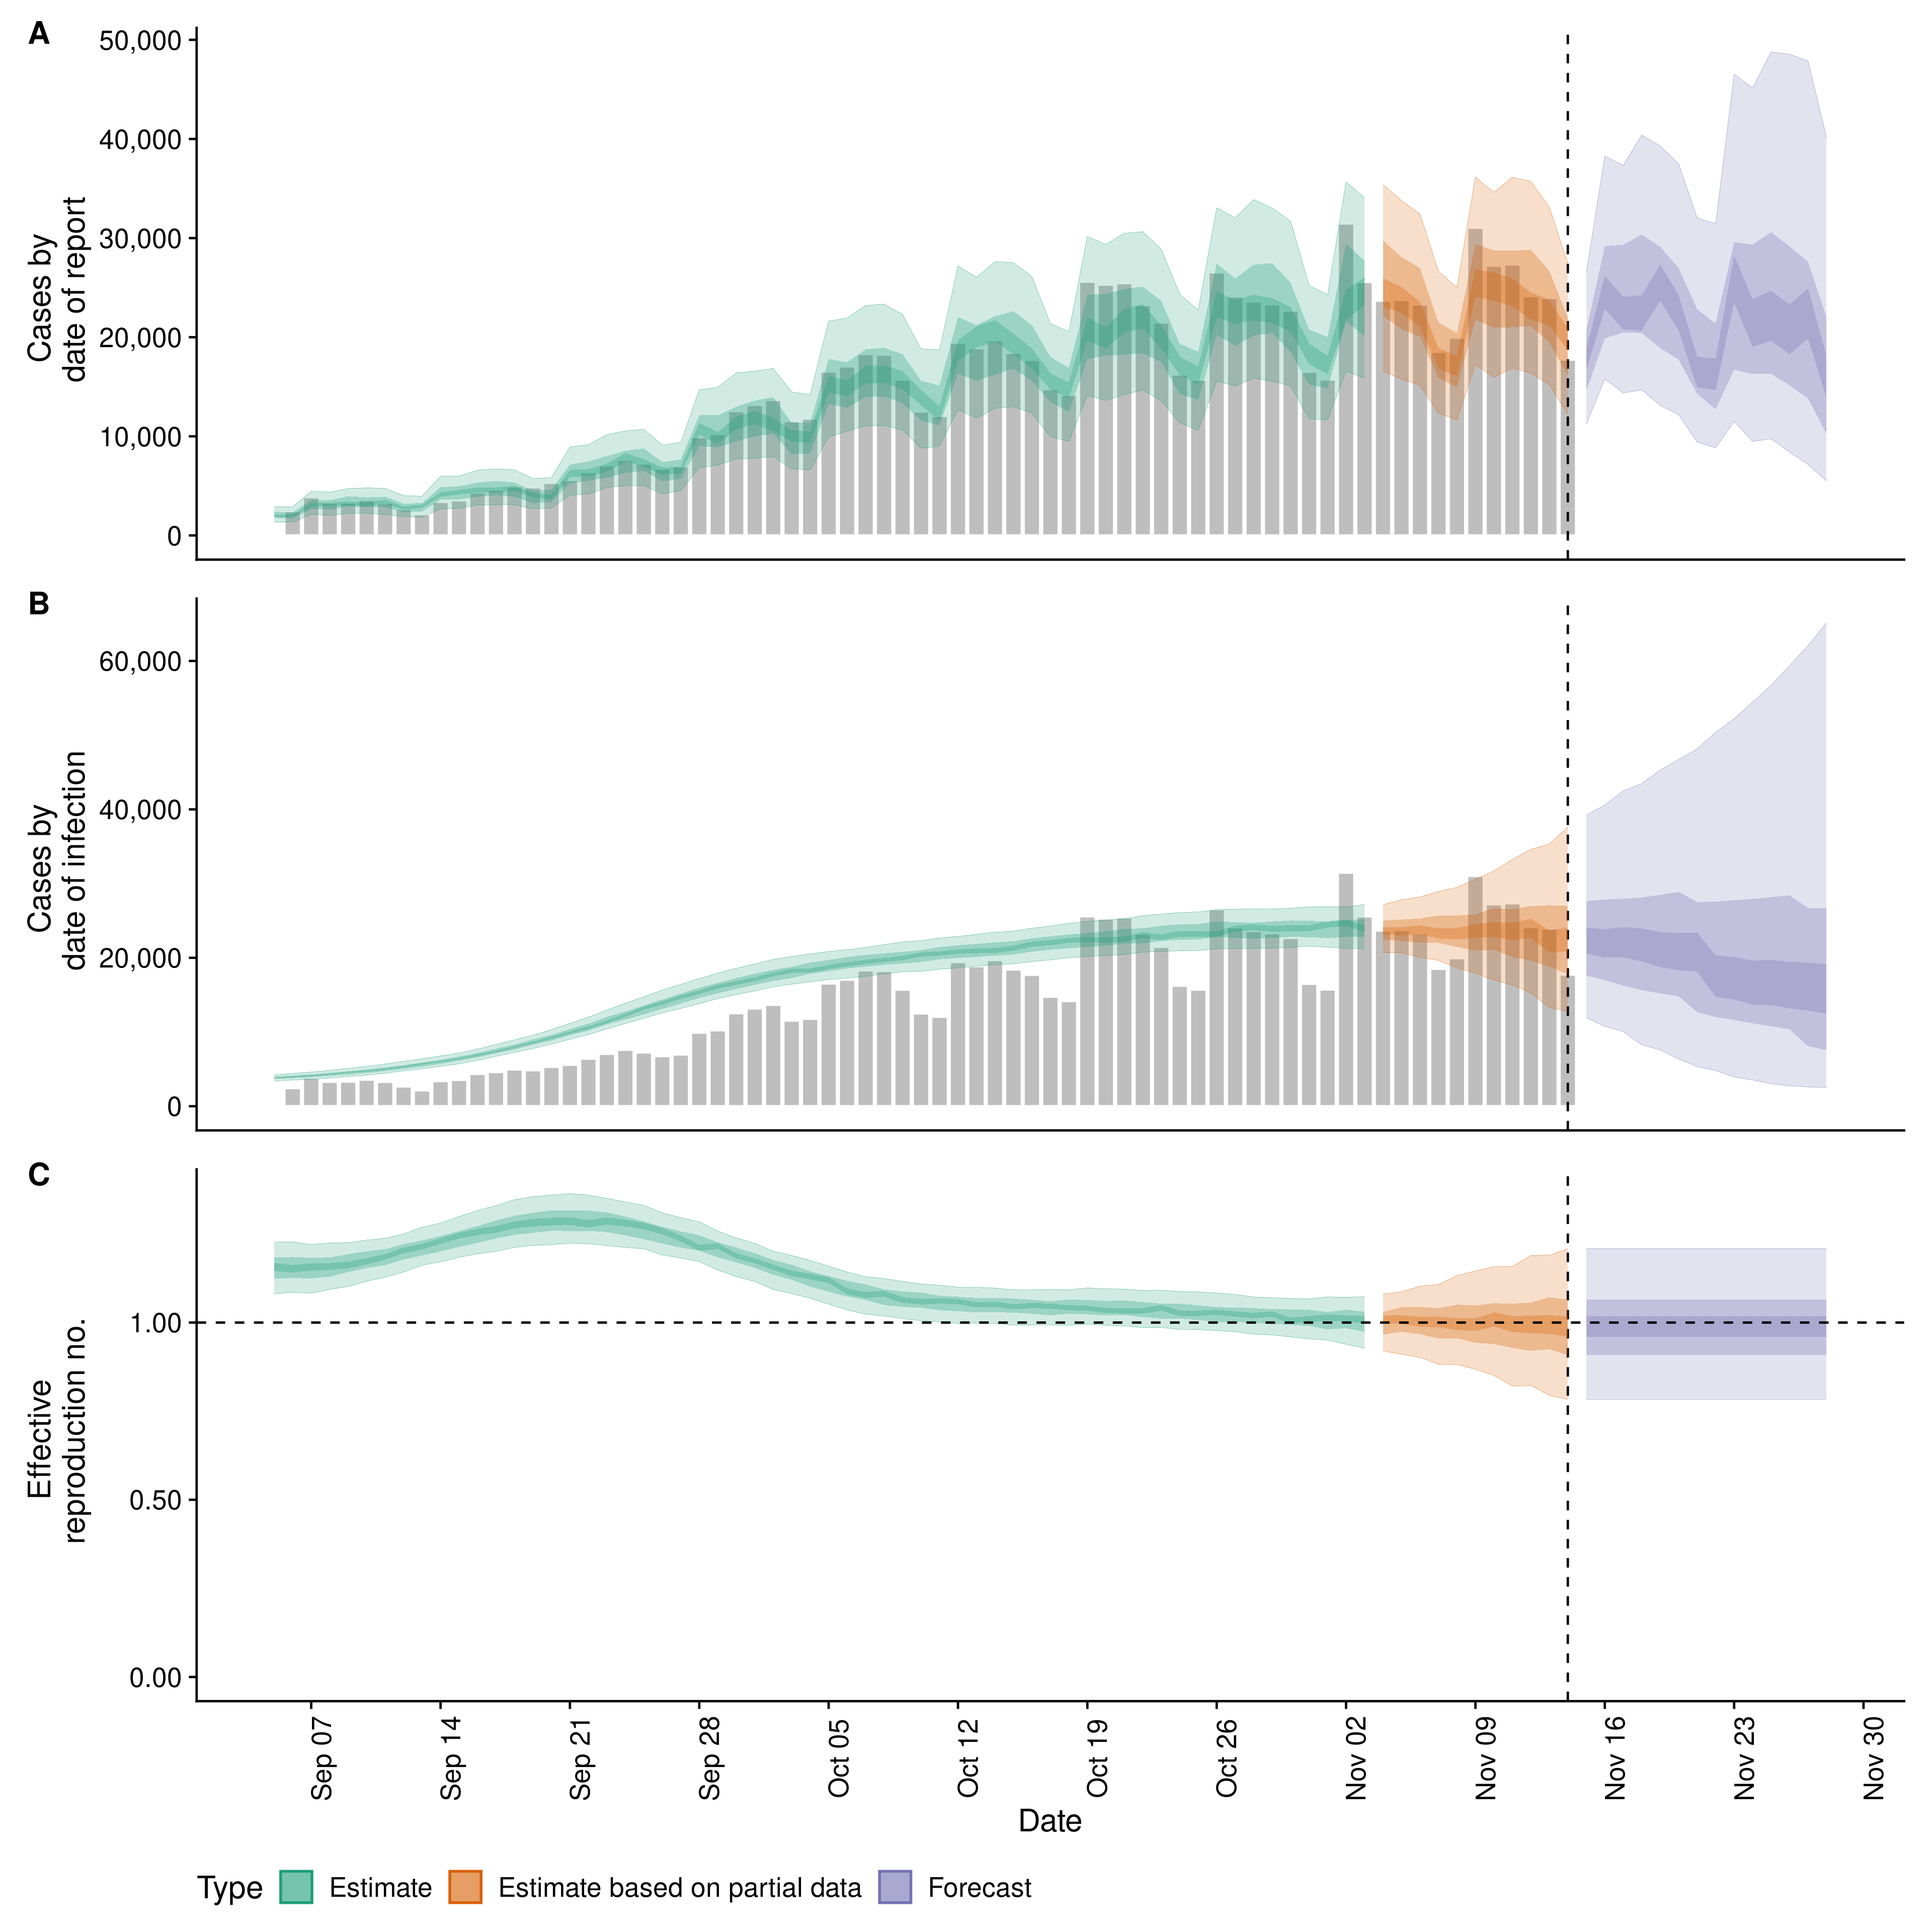 A
50,000
40,000
30,000
20,000
10,000
0
Cases by
date of report
B
60,000
40,000
20,000
0
Cases by
date of infection
C
1.00
0.50
0.00
Effective
reproduction no.
Sep 07
Sep 14
Sep 21
Sep 28
Oct 05
Oct 12
Oct 19
Oct 26
Nov 02
Nov 09
Nov 16
Nov 23
Nov 30
Date
Type Estimate Estimate based on partial data Forecast